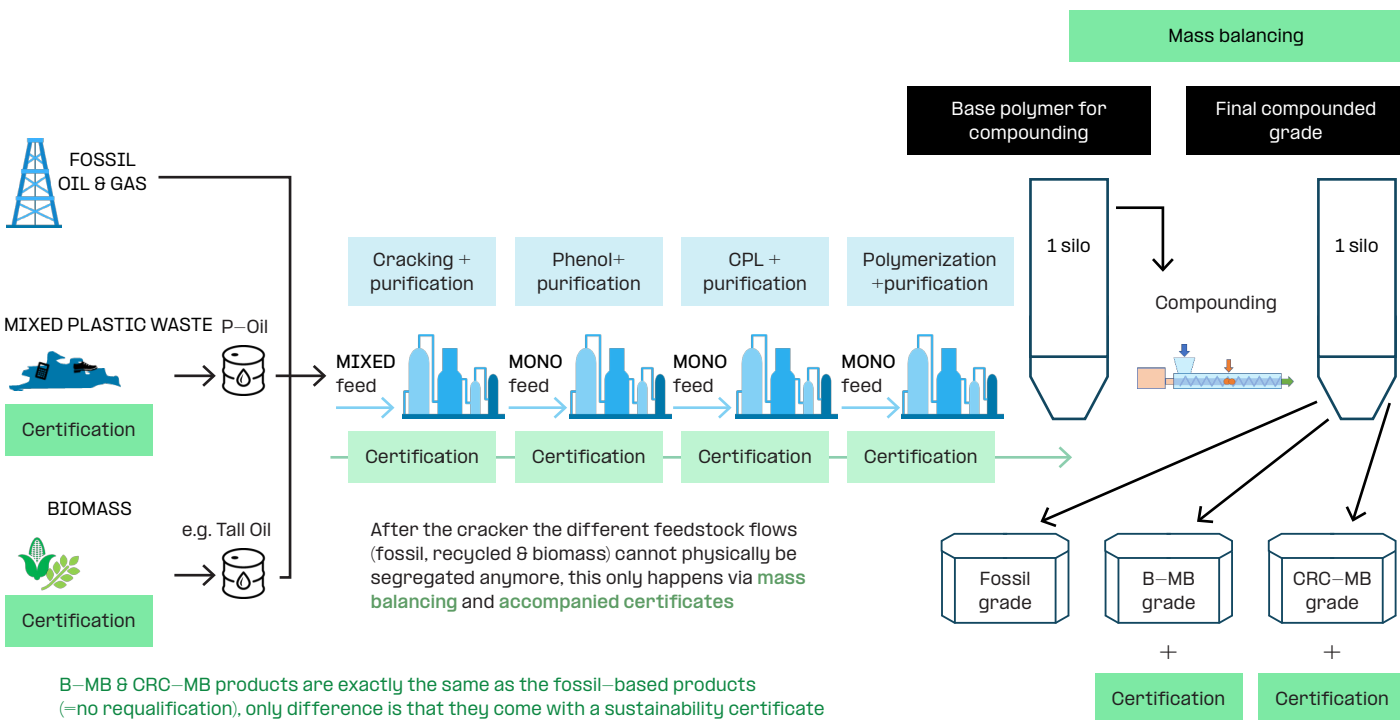 Mass balancing
Base polymer for
compounding
Final compounded
grade
FOSSIL
OIL & GAS
1 silo
1 silo
Cracking +
purification
Phenol+
purification
CPL +
purification
Polymerization
+purification
Compounding
MIXED PLASTIC WASTE
P-Oil
MIXED
feed
MONO
feed
MONO
feed
MONO
feed
Certification
Certification
Certification
Certification
Certification
BIOMASS
e.g. Tall Oil
After the cracker the different feedstock flows
(fossil, recycled & biomass) cannot physically be
segregated anymore, this only happens via mass
balancing and accompanied certificates
Fossil
grade
B-MB
grade
CRC-MB
grade
Certification
+
+
B-MB & CRC-MB products are exactly the same as the fossil-based products
(=no requalification), only difference is that they come with a sustainability certificate
Certification
Certification